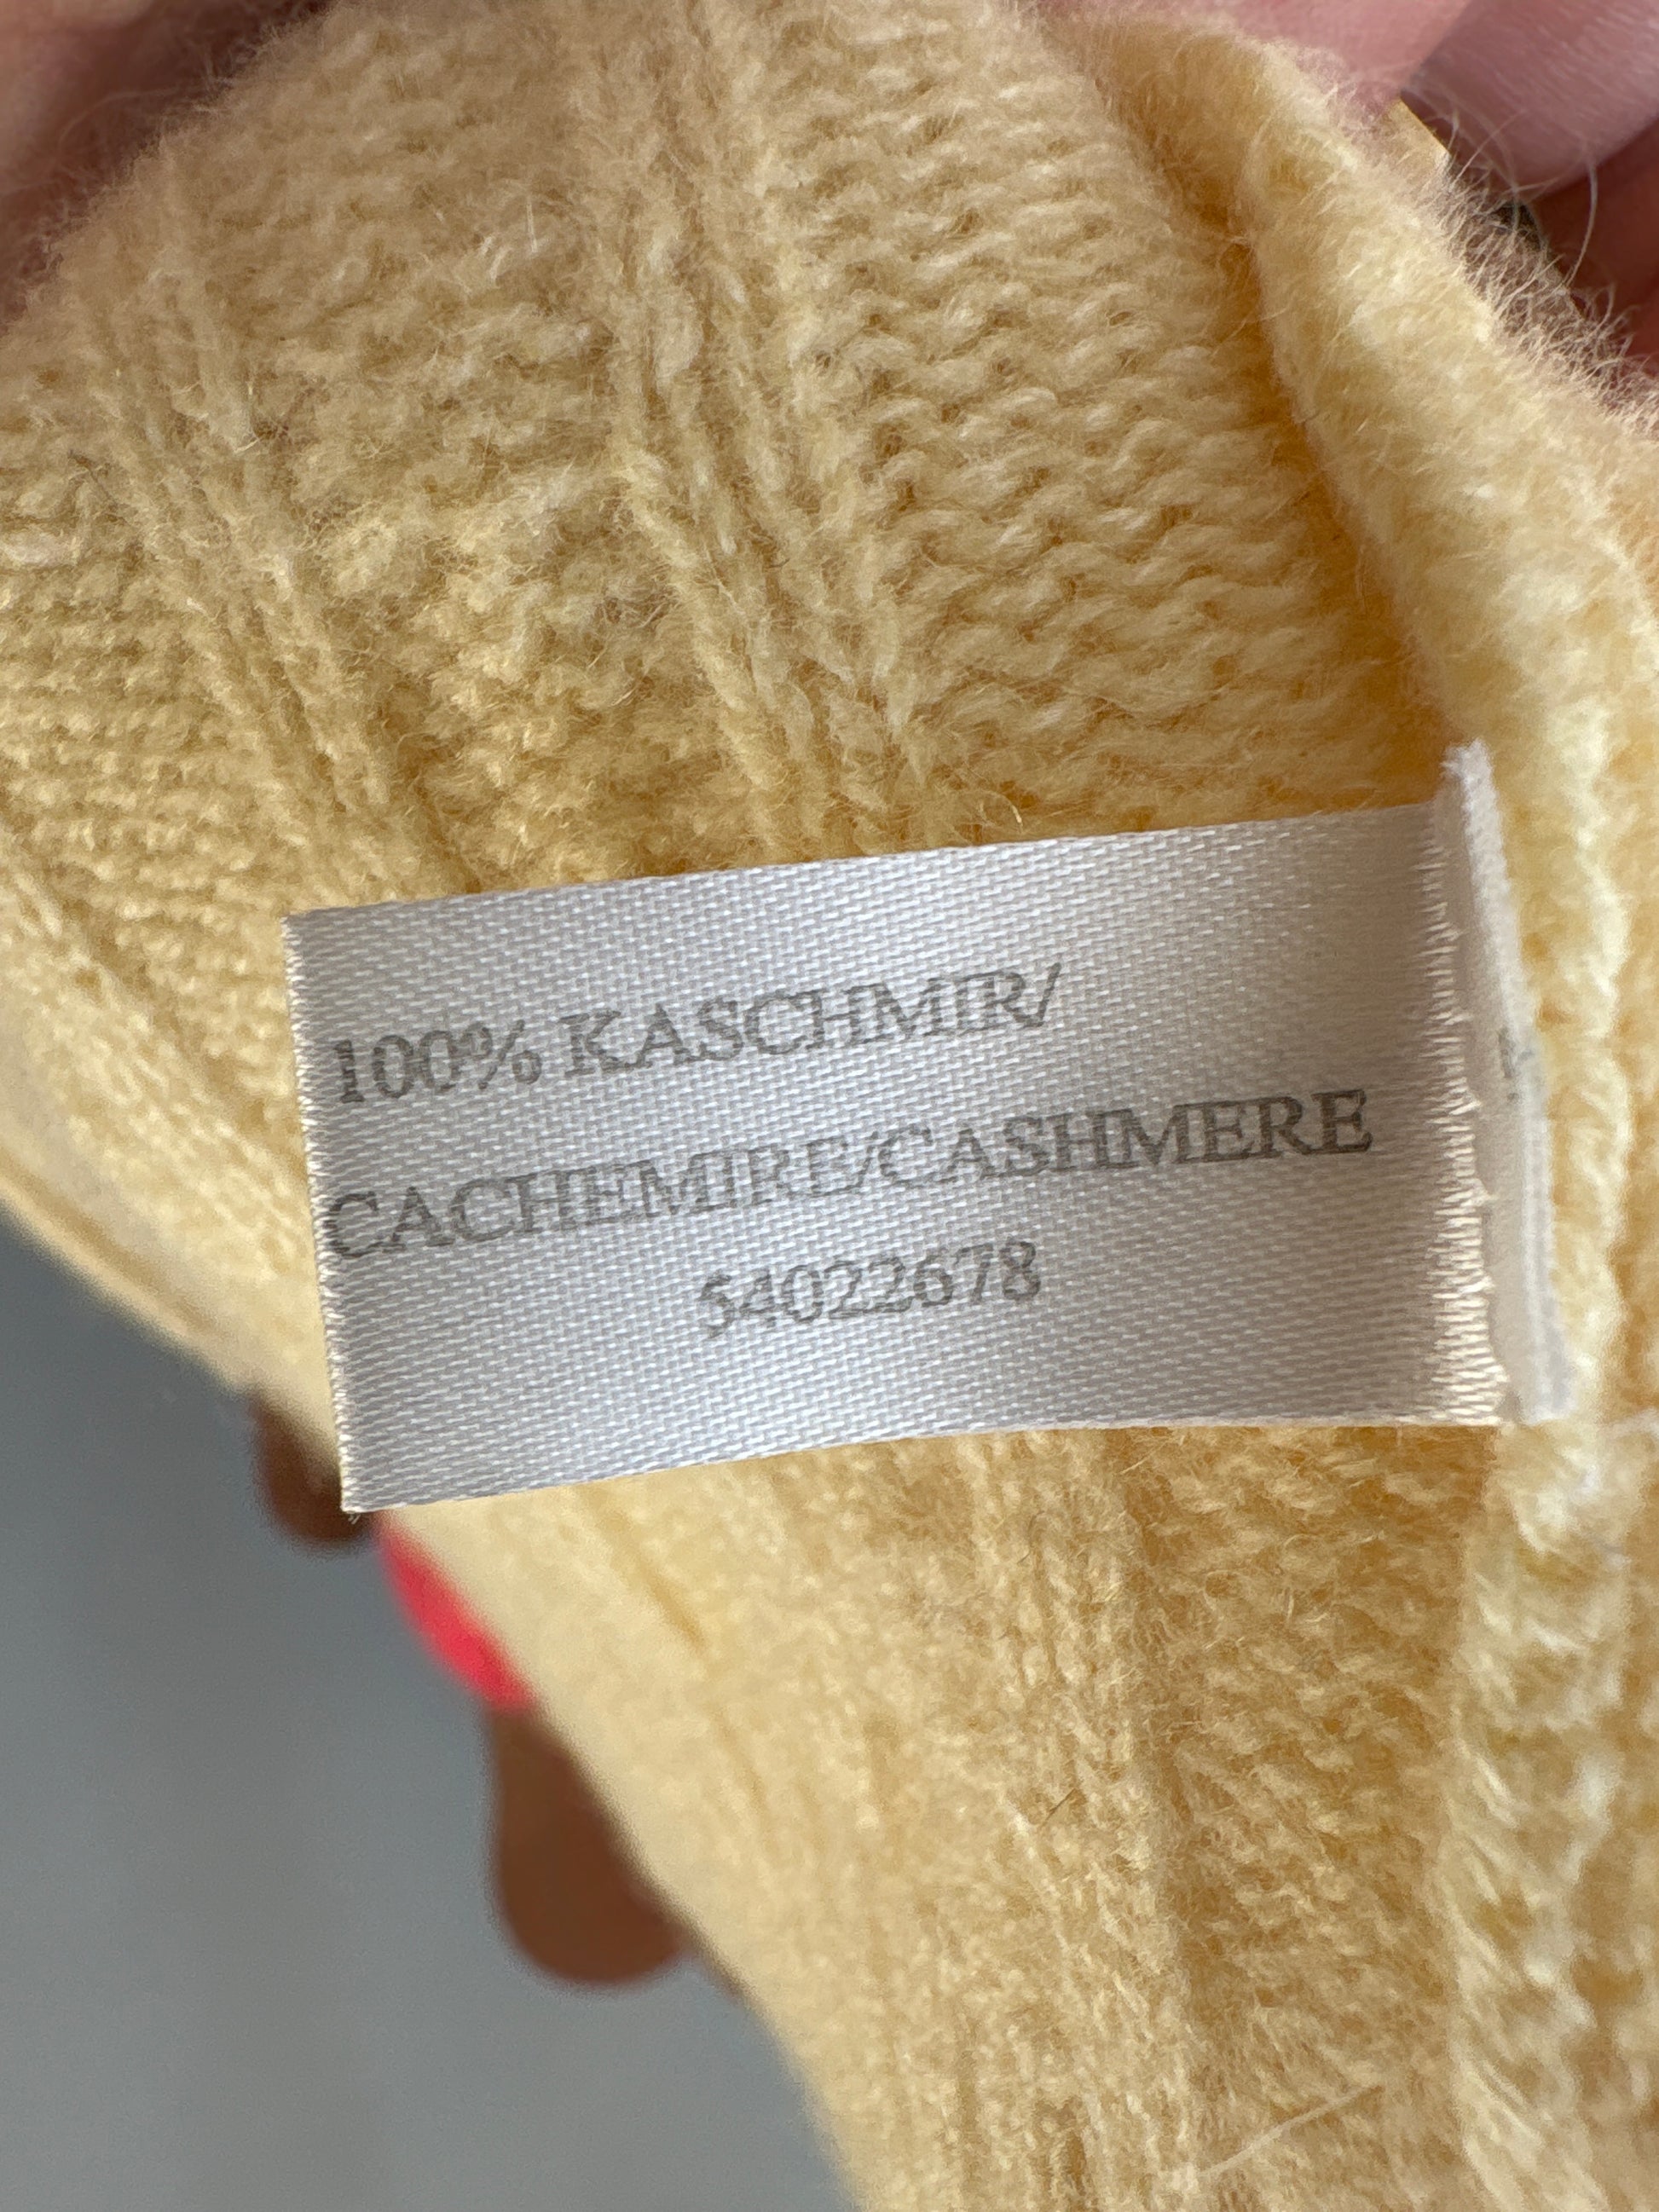 100% KASCHMIR/
CACHEMIRE/CASHMERE
54022678